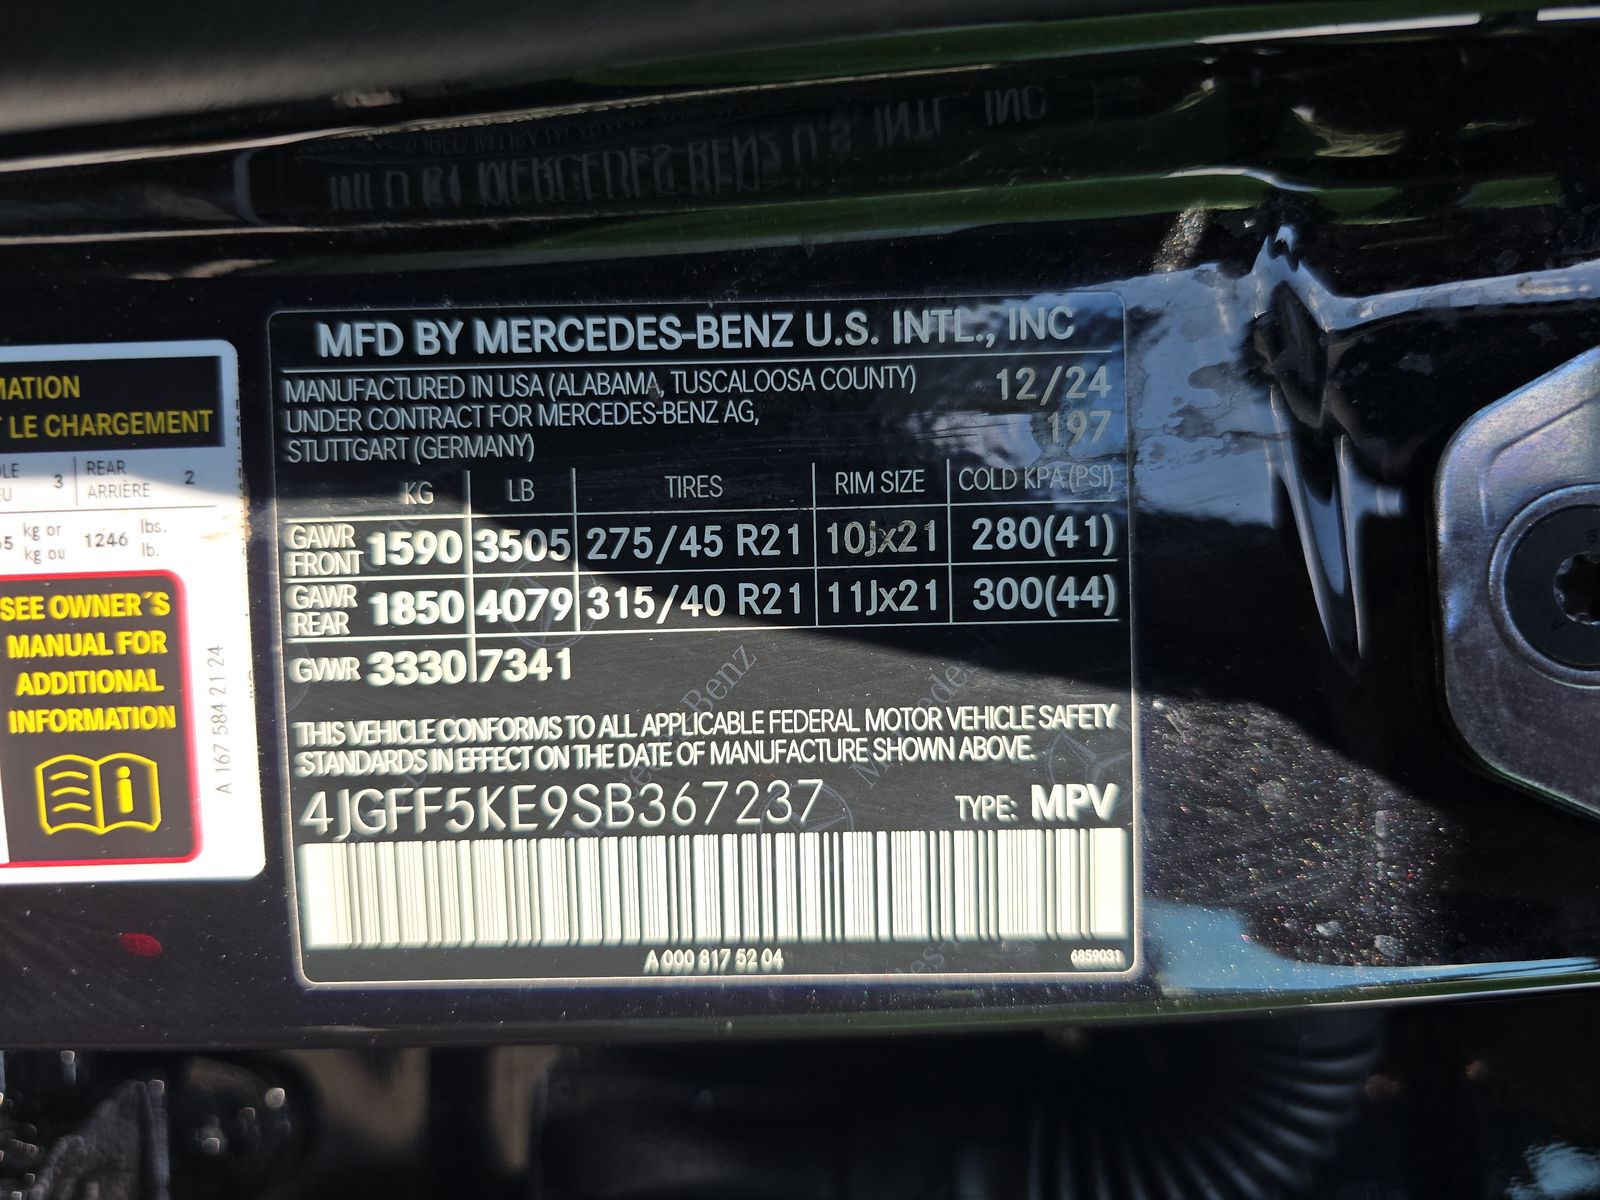 MFD BY MERCEDES-BENZ U.S. INTL., INC
MANUFACTURED IN USA (ALABAMA, TUSCALOOSA COUNTY) 12/24
UNDER CONTRACT FOR MERCEDES-BENZ AG, 197
STUTTGART (GERMANY)
KG LB TIRES RIM SIZE COLD KPA (PSI)
GAWR FRONT 1590 3505 275/45 R21 10Jx21 280(41)
GAWR REAR 1850 4079 315/40 R21 11Jx21 300(44)
GVWR 3330 7341
THIS VEHICLE CONFORMS TO ALL APPLICABLE FEDERAL MOTOR VEHICLE SAFETY
STANDARDS IN EFFECT ON THE DATE OF MANUFACTURE SHOWN ABOVE.
4JGFF5KE9SB367237 TYPE: MPV
A 000 817 52 04 6859031
MATION
LE CHARGEMENT
3 REAR 2
ARRIÈRE
kg or 1246 lbs.
kg ou lb.
SEE OWNER´S
MANUAL FOR
ADDITIONAL
INFORMATION
A 167 584 21 24